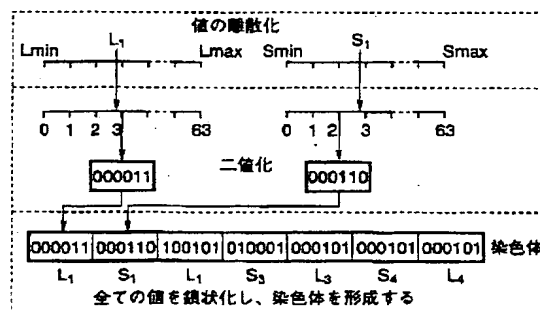 値の離散化
Lmin L₁ Lmax Smin S₁ Smax
0 1 2 3 63 0 1 2 3 63
000011 二値化 000110
000011 000110 100101 010001 000101 000101 000101 染色体
L₁ S₁ L₁ S₃ L₃ S₄ L₄
全ての値を鎖状化し、染色体を形成する